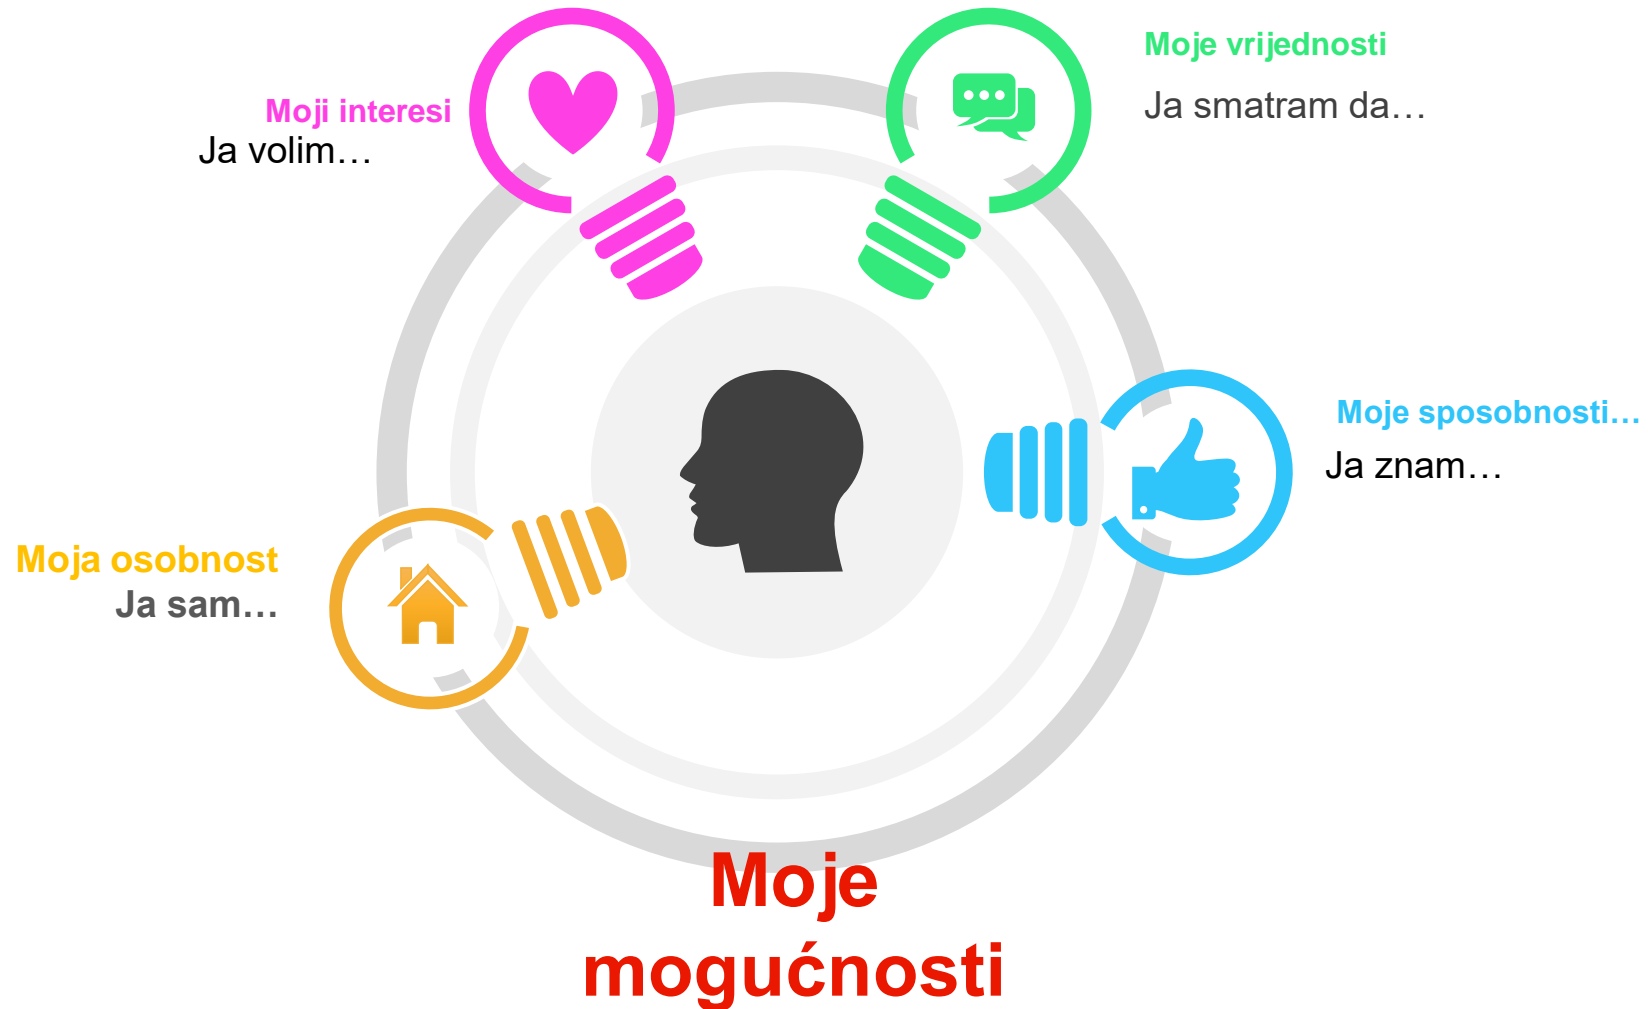 Moje vrijednosti
Ja smatram da…
Moji interesi
Ja volim…
Moje sposobnosti…
Ja znam…
Moja osobnost
Ja sam…
Moje
mogućnosti